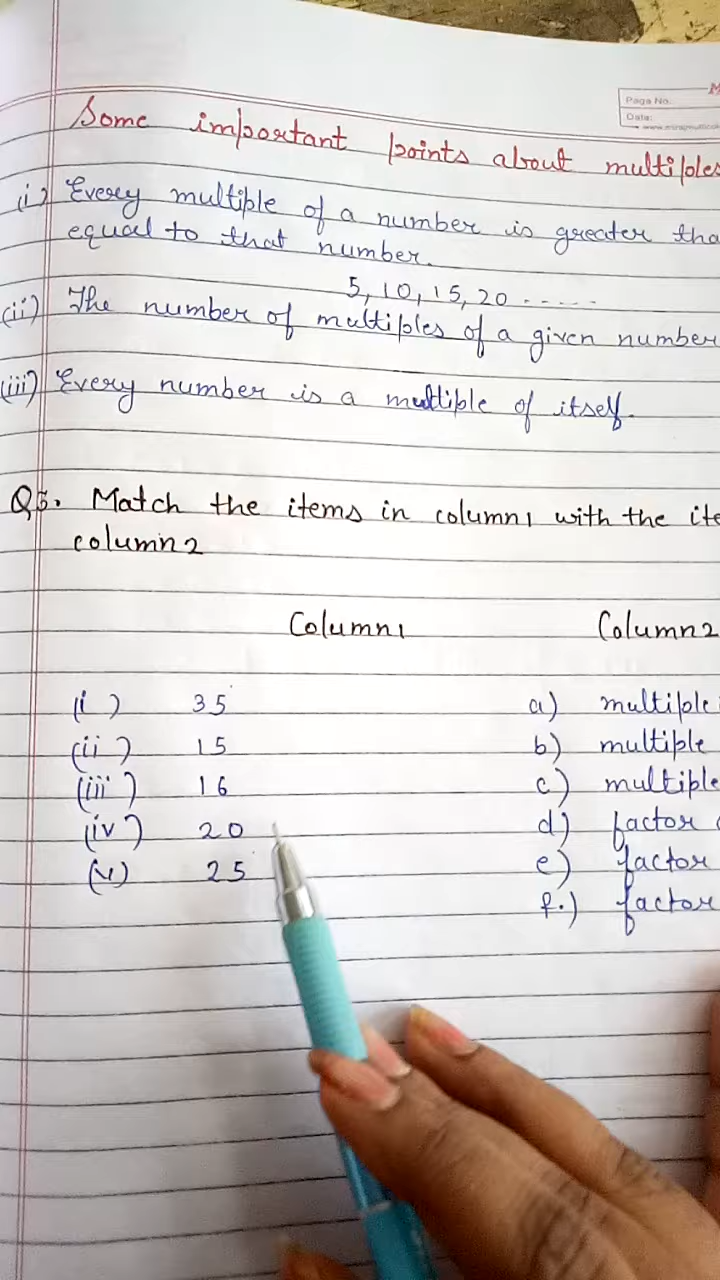 Page No.
Date:
Some important points about multiples
(i) Every multiple of a number is greater tha
equal to that number.
5, 10, 15, 20 -----
(ii) The number of multiples of a given number
(iii) Every number is a multiple of itself.
Q5. Match the items in column1 with the ite
column2
Column1 Column2
(i) 35 a) multiple
(ii) 15 b) multiple
(iii) 16 c) multiple
(iv) 20 d) factor
(v) 25 e) factor
f.) factor